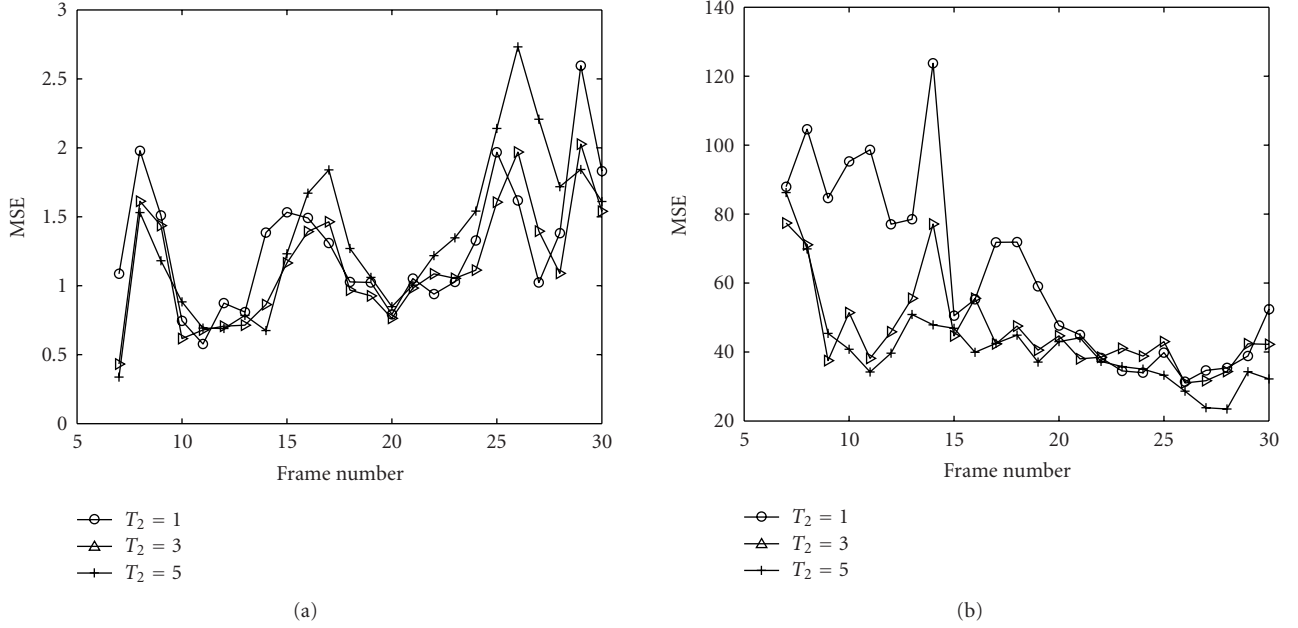 3
2.5
2
1.5
1
0.5
0
MSE
5 10 15 20 25 30
Frame number
T2 = 1
T2 = 3
T2 = 5
(a)
140
120
100
80
60
40
20
MSE
5 10 15 20 25 30
Frame number
T2 = 1
T2 = 3
T2 = 5
(b)